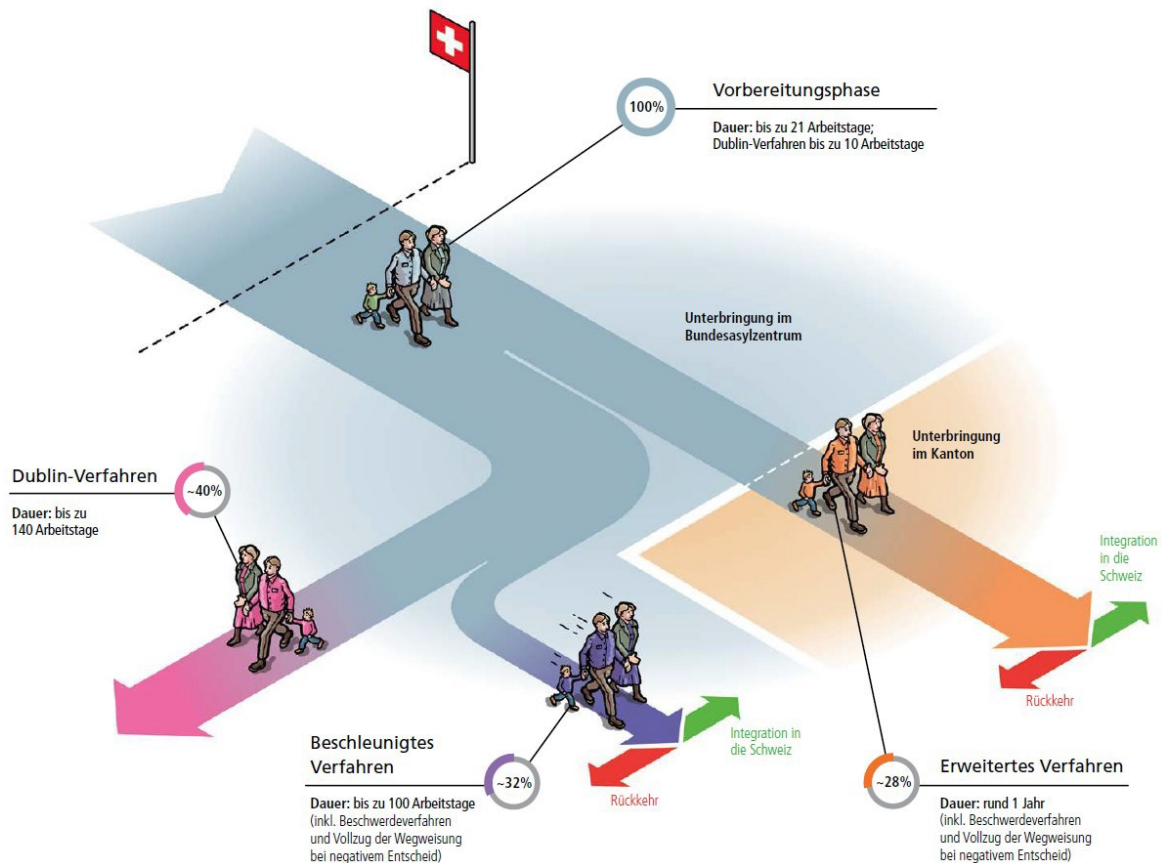 Vorbereitungsphase
100%
Dauer: bis zu 21 Arbeitstage;
Dublin-Verfahren bis zu 10 Arbeitstage
Unterbringung im
Bundesasylzentrum
Unterbringung
im Kanton
Dublin-Verfahren
~40%
Dauer: bis zu
140 Arbeitstage
Integration
in die
Schweiz
Rückkehr
Integration in
die Schweiz
Rückkehr
Beschleunigtes
Verfahren
~32%
Dauer: bis zu 100 Arbeitstage
(inkl. Beschwerdeverfahren
und Vollzug der Wegweisung
bei negativem Entscheid)
Erweitertes Verfahren
~28%
Dauer: rund 1 Jahr
(inkl. Beschwerdeverfahren
und Vollzug der Wegweisung
bei negativem Entscheid)